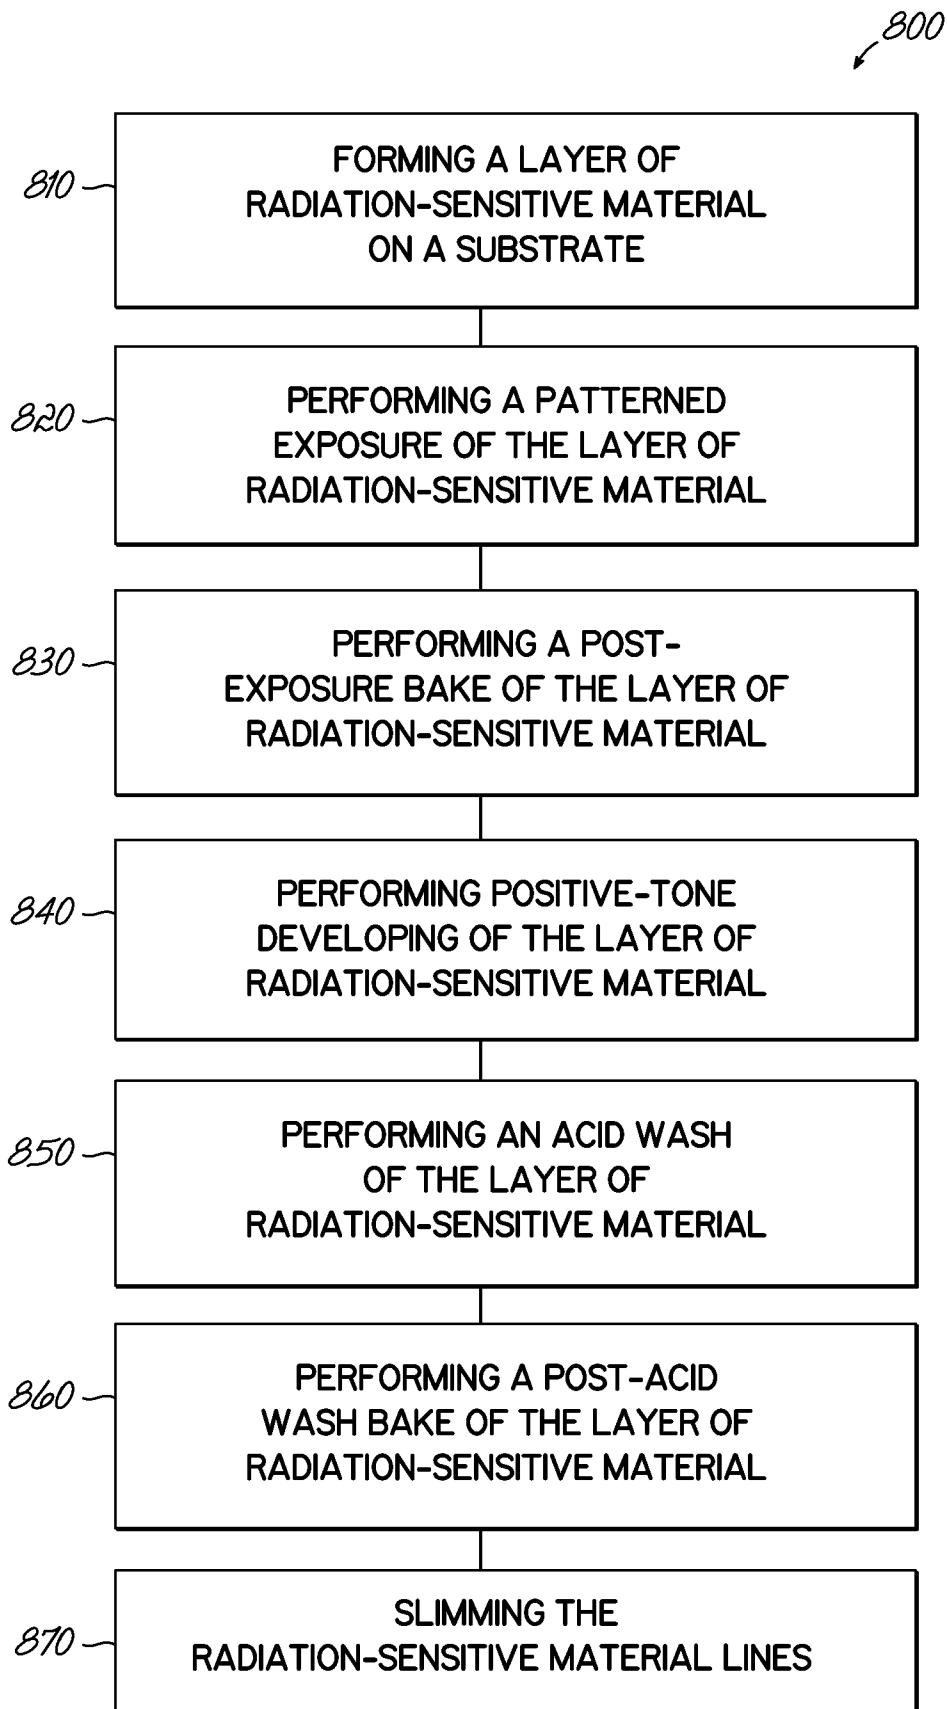 800
810
FORMING A LAYER OF
RADIATION-SENSITIVE MATERIAL
ON A SUBSTRATE
820
PERFORMING A PATTERNED
EXPOSURE OF THE LAYER OF
RADIATION-SENSITIVE MATERIAL
830
PERFORMING A POST-
EXPOSURE BAKE OF THE LAYER OF
RADIATION-SENSITIVE MATERIAL
840
PERFORMING POSITIVE-TONE
DEVELOPING OF THE LAYER OF
RADIATION-SENSITIVE MATERIAL
850
PERFORMING AN ACID WASH
OF THE LAYER OF
RADIATION-SENSITIVE MATERIAL
860
PERFORMING A POST-ACID
WASH BAKE OF THE LAYER OF
RADIATION-SENSITIVE MATERIAL
870
SLIMMING THE
RADIATION-SENSITIVE MATERIAL LINES